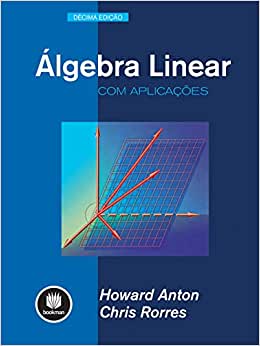 DÉCIMA EDIÇÃO
Álgebra Linear
COM APLICAÇÕES
Howard Anton
Chris Rorres
bookman